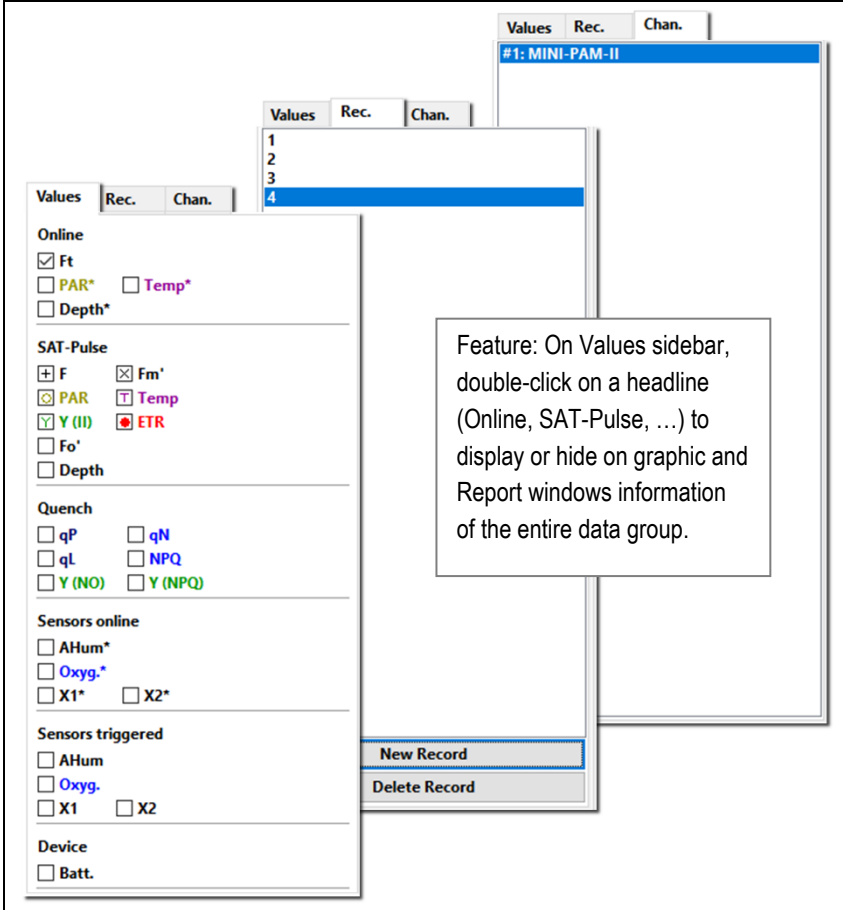 Values Rec. Chan.
#1: MINI-PAM-II
Values Rec. Chan.
1
2
3
4
Values Rec. Chan.
Online
Ft
PAR* Temp*
Depth*
SAT-Pulse
F Fm'
PAR Temp
Y (II) ETR
Fo'
Depth
Quench
qP qN
qL NPQ
Y (NO) Y (NPQ)
Sensors online
AHum*
Oxyg.*
X1* X2*
Sensors triggered
AHum
Oxyg.
X1 X2
Device
Batt.
New Record
Delete Record
Feature: On Values sidebar,
double-click on a headline
(Online, SAT-Pulse, …) to
display or hide on graphic and
Report windows information
of the entire data group.